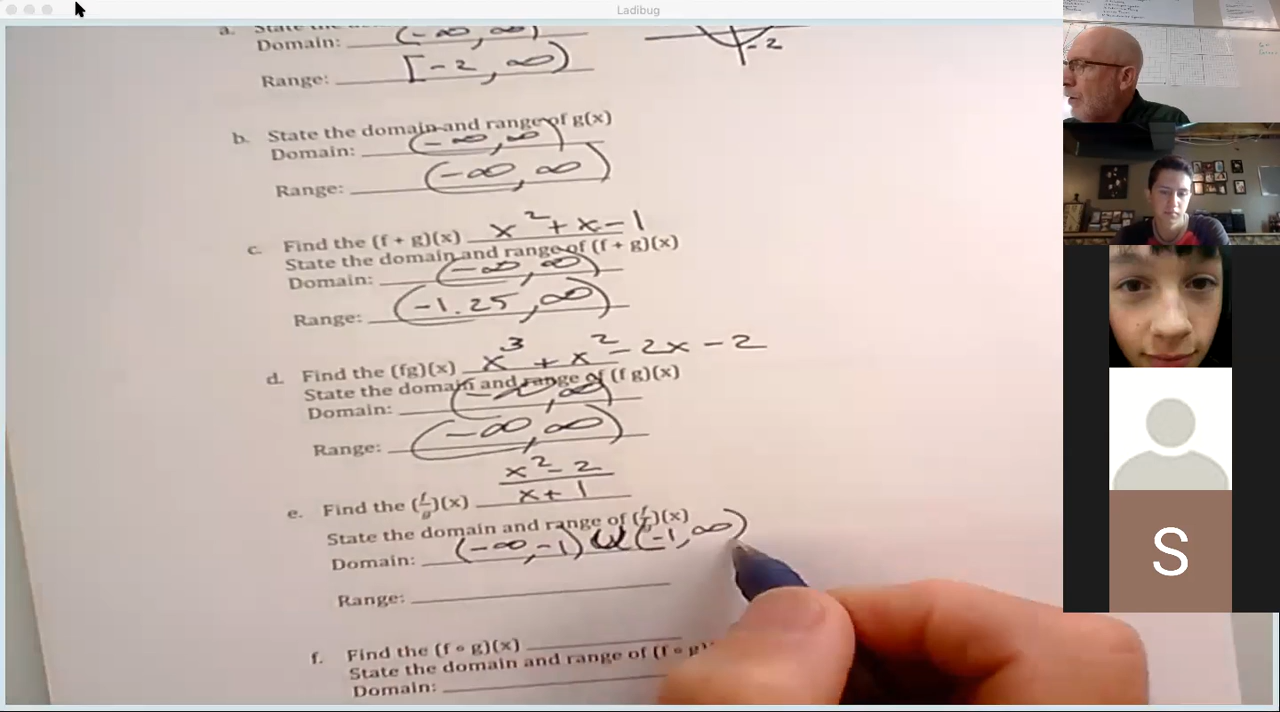 Ladibug
a. State the
Domain: (-∞, ∞)
Range: [-2, ∞)
-2
b. State the domain and range of g(x)
Domain: (-∞, ∞)
Range: (-∞, ∞)
c. Find the (f + g)(x) x² + x - 1
State the domain and range of (f + g)(x)
Domain: (-∞, ∞)
Range: (-1.25, ∞)
d. Find the (fg)(x) x³ + x² - 2x - 2
State the domain and range of (f g)(x)
Domain: (-∞, ∞)
Range: (-∞, ∞)
e. Find the (f/g)(x) x² - 2 / x + 1
State the domain and range of (f/g)(x)
Domain: (-∞, -1) ∪ (-1, ∞)
Range:
f. Find the (f ∘ g)(x)
State the domain and range of (f ∘ g)
Domain:
S